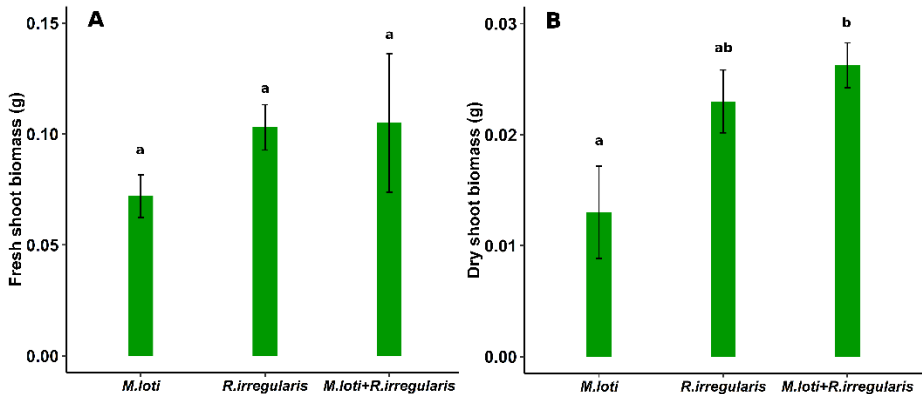 A
Fresh shoot biomass (g)
0.15
0.10
0.05
0.00
a
a
a
M.loti
R.irregularis
M.loti+R.irregularis
B
Dry shoot biomass (g)
0.03
0.02
0.01
0.00
a
ab
b
M.loti
R.irregularis
M.loti+R.irregularis